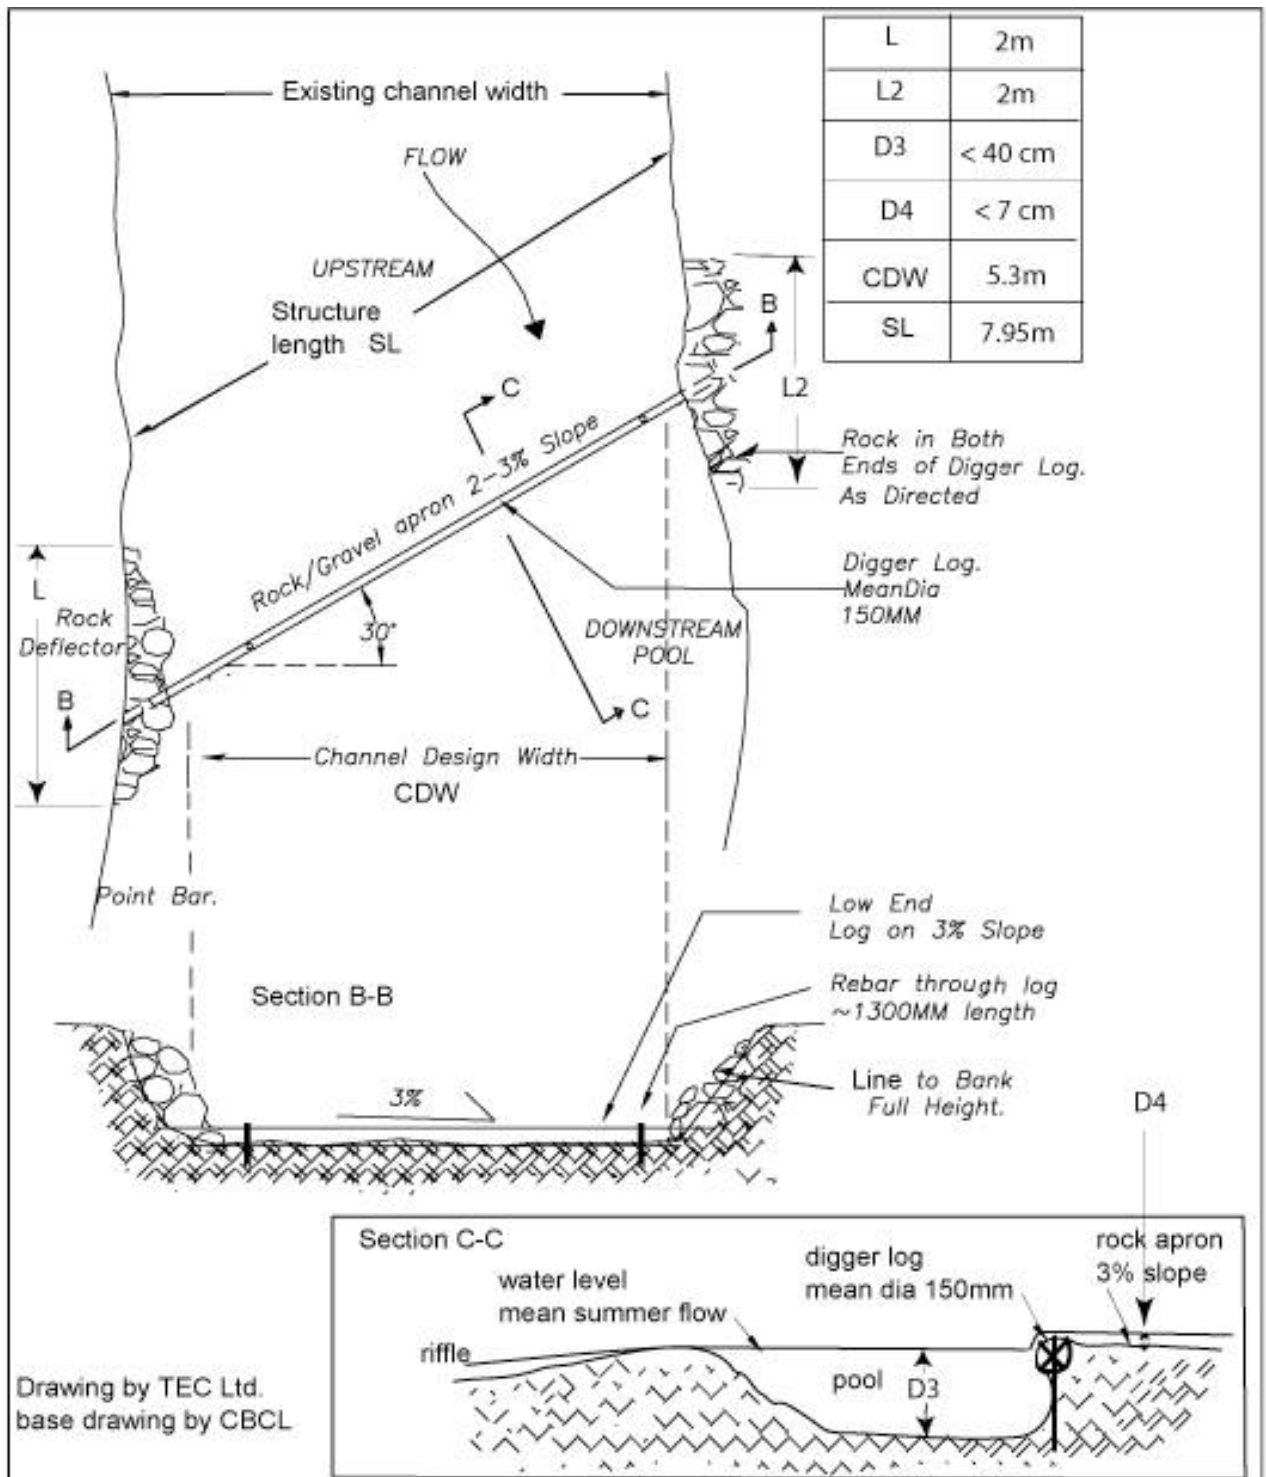 L 2m
L2 2m
D3 < 40 cm
D4 < 7 cm
CDW 5.3m
SL 7.95m
Existing channel width
FLOW
UPSTREAM
Structure
length SL
B
C
L2
Rock/Gravel apron 2-3% Slope
Rock in Both
Ends of Digger Log.
As Directed
L
Rock
Deflector
30°
Digger Log.
MeanDia
150MM
DOWNSTREAM
POOL
B
C
Channel Design Width
CDW
Point Bar.
Low End
Log on 3% Slope
Section B-B
Rebar through log
~1300MM length
3%
Line to Bank
Full Height.
D4
Section C-C
water level
mean summer flow
digger log
mean dia 150mm
rock apron
3% slope
riffle
pool D3
Drawing by TEC Ltd.
base drawing by CBCL